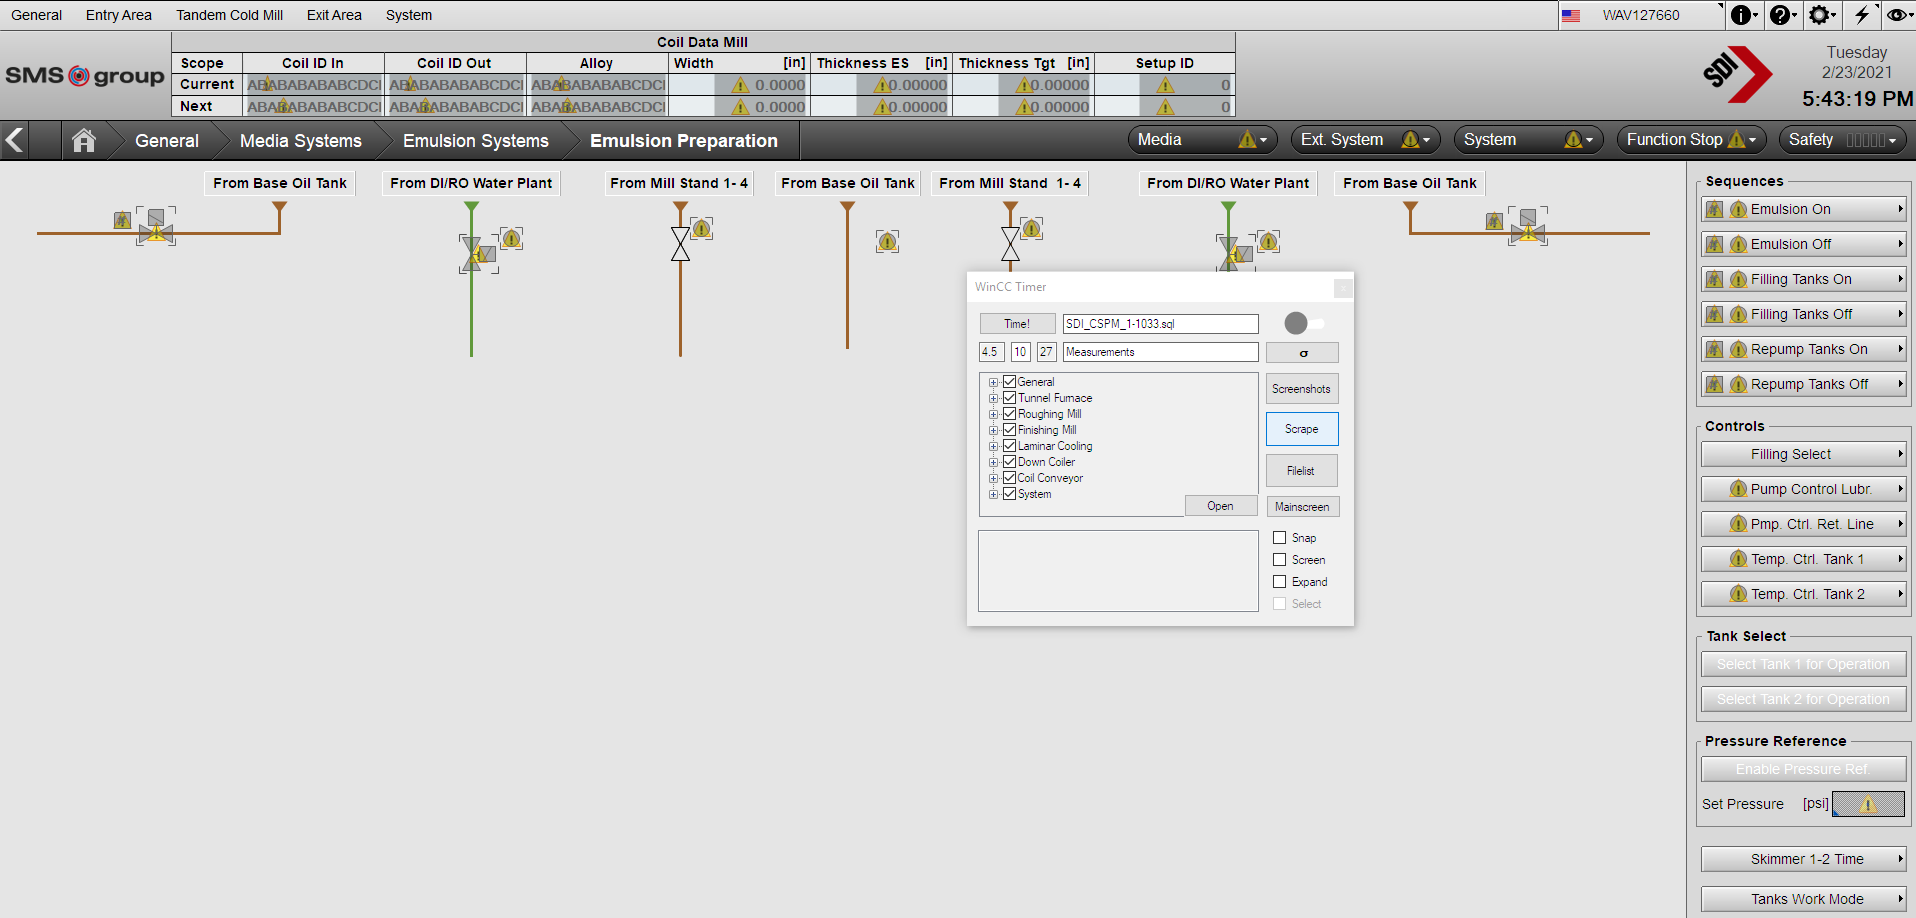 General Entry Area Tandem Cold Mill Exit Area System WAV127660
SMS group
Coil Data Mill
Scope Coil ID In Coil ID Out Alloy Width [in] Thickness ES [in] Thickness Tgt [in] Setup ID
Current 0.0000 0.00000 0.00000 0
Next 0.0000 0.00000 0.00000 0
SDI
Tuesday
2/23/2021
5:43:19 PM
General Media Systems Emulsion Systems Emulsion Preparation Media Ext. System System Function Stop Safety
From Base Oil Tank From DI/RO Water Plant From Mill Stand 1- 4 From Base Oil Tank From Mill Stand 1- 4 From DI/RO Water Plant From Base Oil Tank
WinCC Timer
Time! SDI_CSPM_1-1033.sql
4.5 10 27 Measurements σ
General
Tunnel Furnace
Roughing Mill
Finishing Mill
Laminar Cooling
Down Coiler
Coil Conveyor
System
Open
Screenshots
Scrape
Filelist
Mainscreen
Snap
Screen
Expand
Select
Sequences
Emulsion On
Emulsion Off
Filling Tanks On
Filling Tanks Off
Repump Tanks On
Repump Tanks Off
Controls
Filling Select
Pump Control Lubr.
Pmp. Ctrl. Ret. Line
Temp. Ctrl. Tank 1
Temp. Ctrl. Tank 2
Tank Select
Select Tank 1 for Operation
Select Tank 2 for Operation
Pressure Reference
Enable Pressure Ref.
Set Pressure [psi]
Skimmer 1-2 Time
Tanks Work Mode